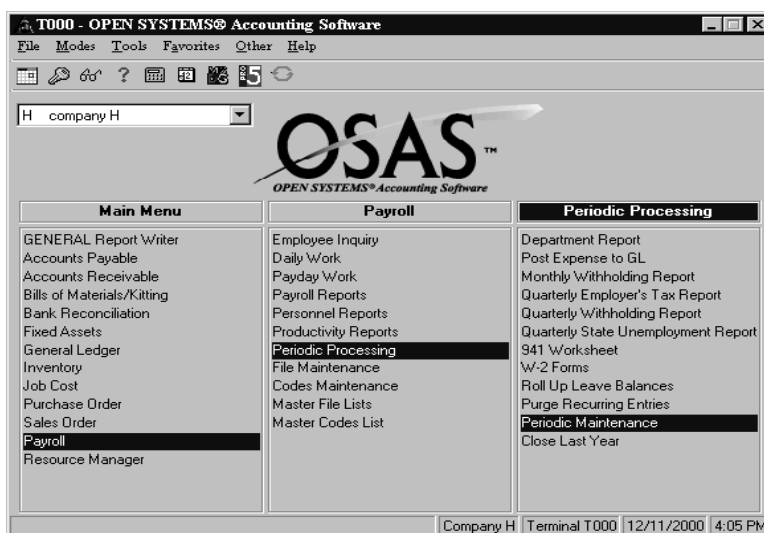 T000 - OPEN SYSTEMS® Accounting Software
File Modes Tools Favorites Other Help
H company H
OSAS™
OPEN SYSTEMS® Accounting Software
Main Menu
GENERAL Report Writer
Accounts Payable
Accounts Receivable
Bills of Materials/Kitting
Bank Reconciliation
Fixed Assets
General Ledger
Inventory
Job Cost
Purchase Order
Sales Order
Payroll
Resource Manager
Payroll
Employee Inquiry
Daily Work
Payday Work
Payroll Reports
Personnel Reports
Productivity Reports
Periodic Processing
File Maintenance
Codes Maintenance
Master File Lists
Master Codes List
Periodic Processing
Department Report
Post Expense to GL
Monthly Withholding Report
Quarterly Employer's Tax Report
Quarterly Withholding Report
Quarterly State Unemployment Report
941 Worksheet
W-2 Forms
Roll Up Leave Balances
Purge Recurring Entries
Periodic Maintenance
Close Last Year
Company H Terminal T000 12/11/2000 4:05 PM